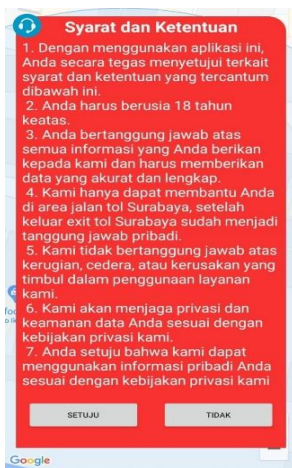 Syarat dan Ketentuan
1. Dengan menggunakan aplikasi ini,
Anda secara tegas menyetujui terkait
syarat dan ketentuan yang tercantum
dibawah ini.
2. Anda harus berusia 18 tahun
keatas.
3. Anda bertanggung jawab atas
semua informasi yang Anda berikan
kepada kami dan harus memberikan
data yang akurat dan lengkap.
4. Kami hanya dapat membantu Anda
di area jalan tol Surabaya, setelah
keluar exit tol Surabaya sudah menjadi
tanggung jawab pribadi.
5. Kami tidak bertanggung jawab atas
kerugian, cedera, atau kerusakan yang
timbul dalam penggunaan layanan
kami.
6. Kami akan menjaga privasi dan
keamanan data Anda sesuai dengan
kebijakan privasi kami.
7. Anda setuju bahwa kami dapat
menggunakan informasi pribadi Anda
sesuai dengan kebijakan privasi kami
SETUJU TIDAK
Google